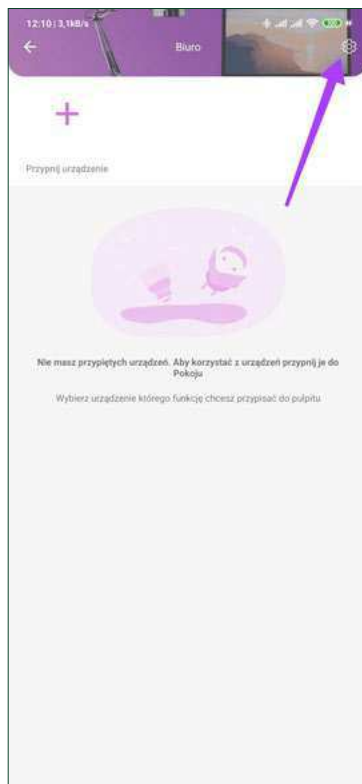 12:10 | 3,1kB/s
Biuro
Przypnij urządzenie
Nie masz przypiętych urządzeń. Aby korzystać z urządzeń przypnij je do
Pokoju
Wybierz urządzenie którego funkcję chcesz przypisać do pulpitu